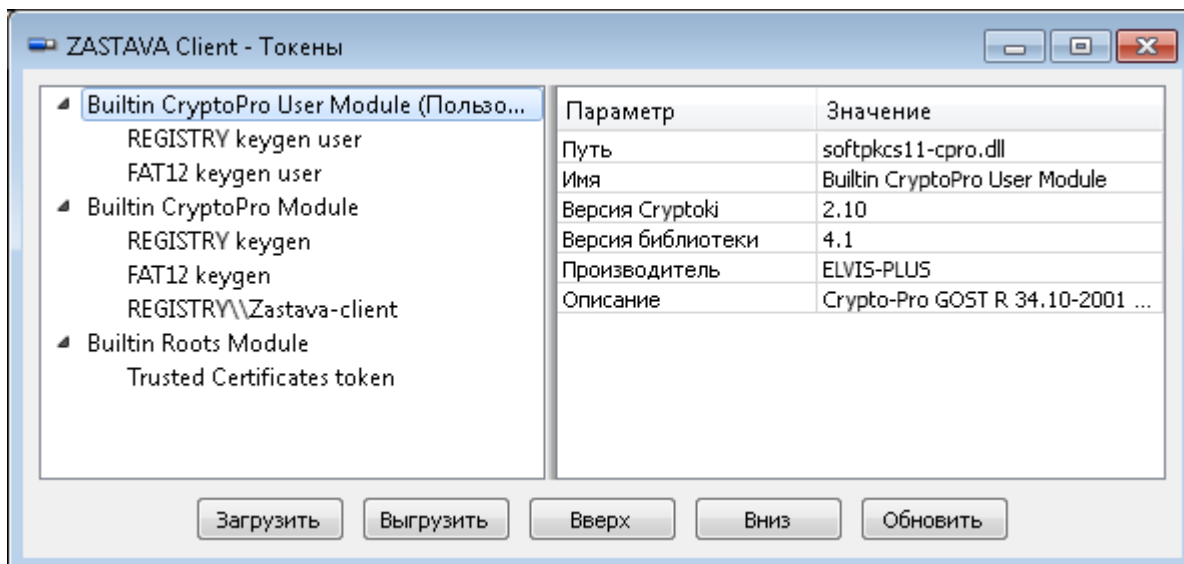 ZASTAVA Client - Токены
Builtin CryptoPro User Module (Пользо...
REGISTRY keygen user
FAT12 keygen user
Builtin CryptoPro Module
REGISTRY keygen
FAT12 keygen
REGISTRY\\Zastava-client
Builtin Roots Module
Trusted Certificates token
Параметр Значение
Путь softpkcs11-cpro.dll
Имя Builtin CryptoPro User Module
Версия Cryptoki 2.10
Версия библиотеки 4.1
Производитель ELVIS-PLUS
Описание Crypto-Pro GOST R 34.10-2001 ...
Загрузить Выгрузить Вверх Вниз Обновить